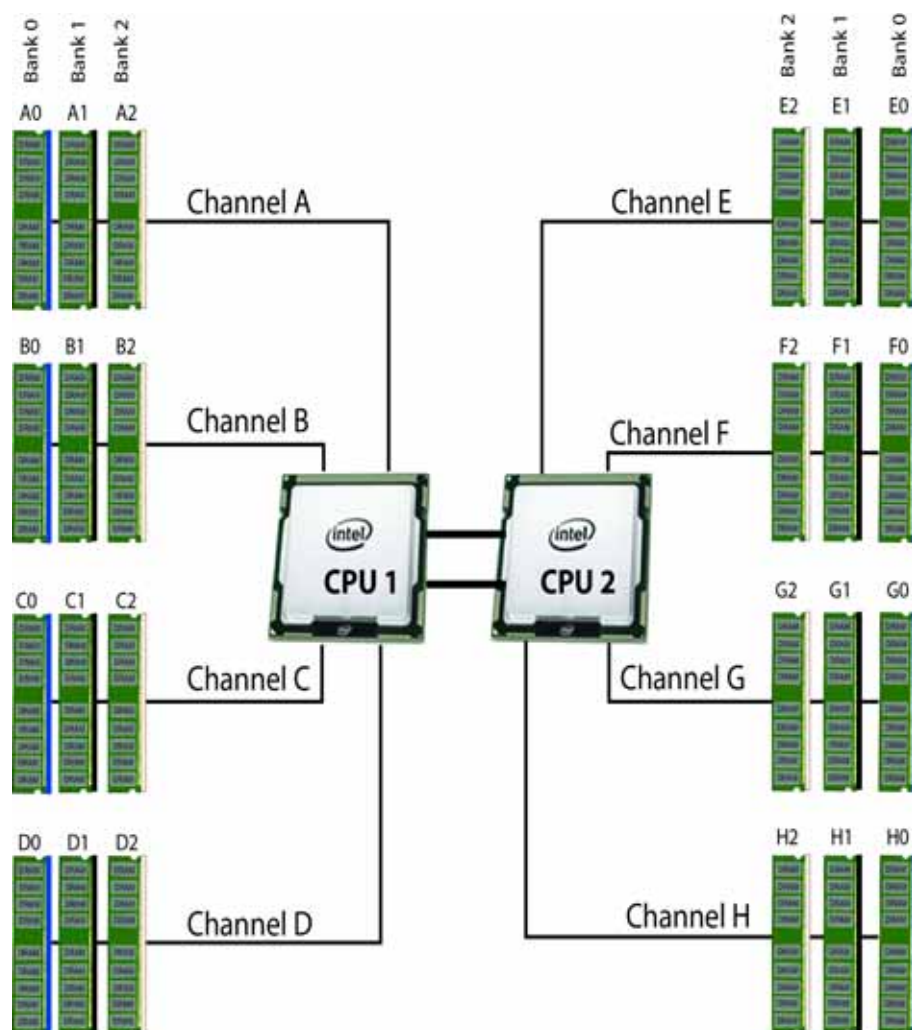 Bank 0
Bank 1
Bank 2
Bank 2
Bank 1
Bank 0
A0 A1 A2
E2 E1 E0
Channel A
Channel E
B0 B1 B2
F2 F1 F0
Channel B
Channel F
intel
CPU 1
intel
CPU 2
C0 C1 C2
G2 G1 G0
Channel C
Channel G
D0 D1 D2
H2 H1 H0
Channel D
Channel H